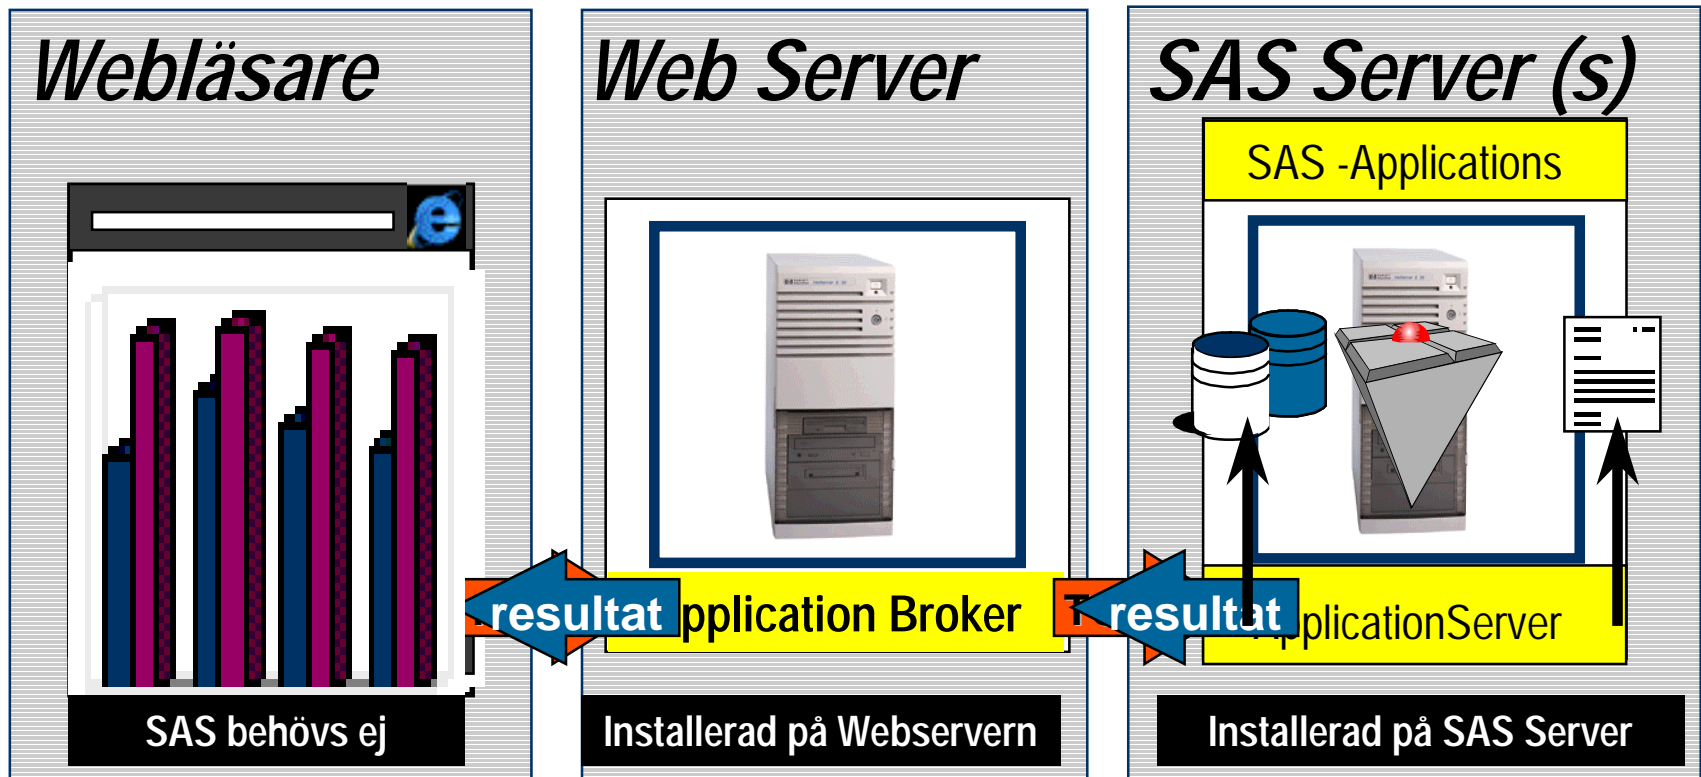 Webläsare
Web Server
SAS Server (s)
SAS -Applications
resultat
pplication Broker
resultat
pplicationServer
SAS behövs ej
Installerad på Webservern
Installerad på SAS Server